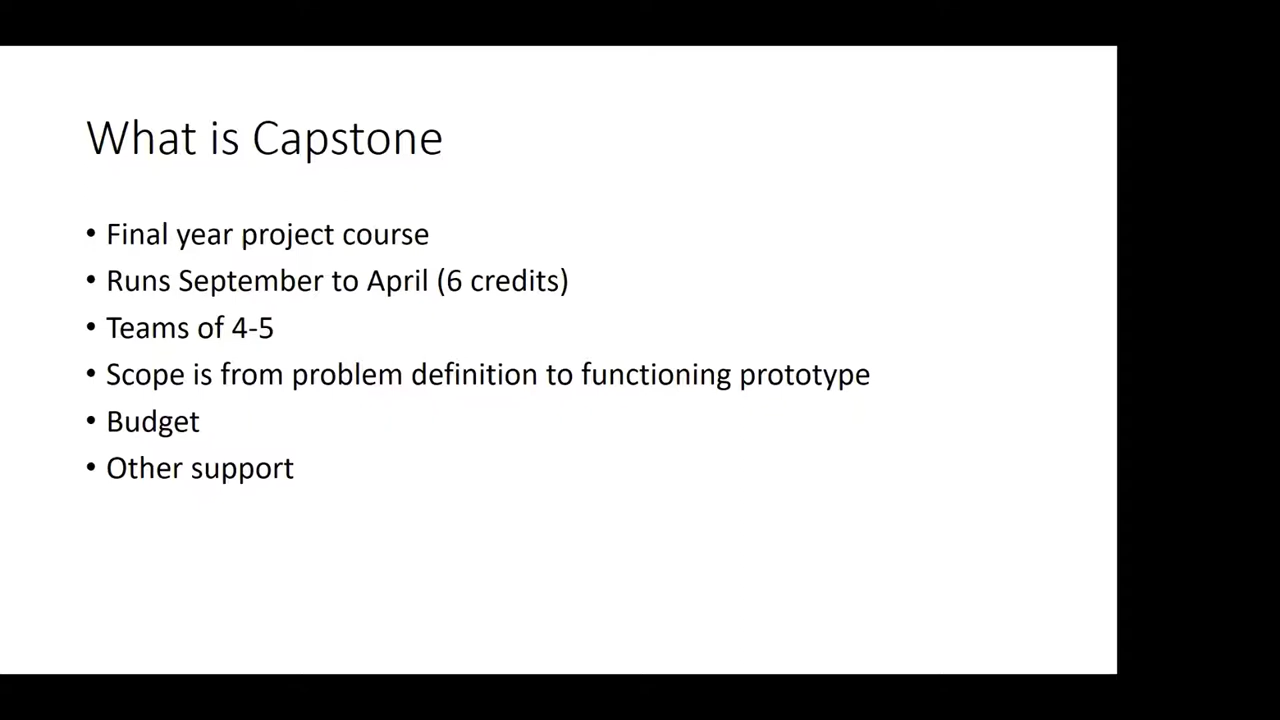 What is Capstone
• Final year project course
• Runs September to April (6 credits)
• Teams of 4-5
• Scope is from problem definition to functioning prototype
• Budget
• Other support